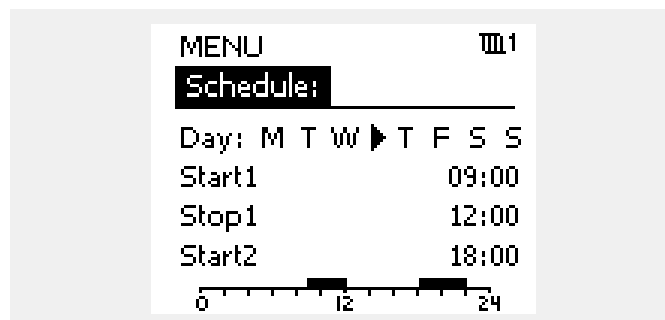 MENU 1
Schedule:
Day: M T W ▶ T F S S
Start1 09:00
Stop1 12:00
Start2 18:00
0 12 24